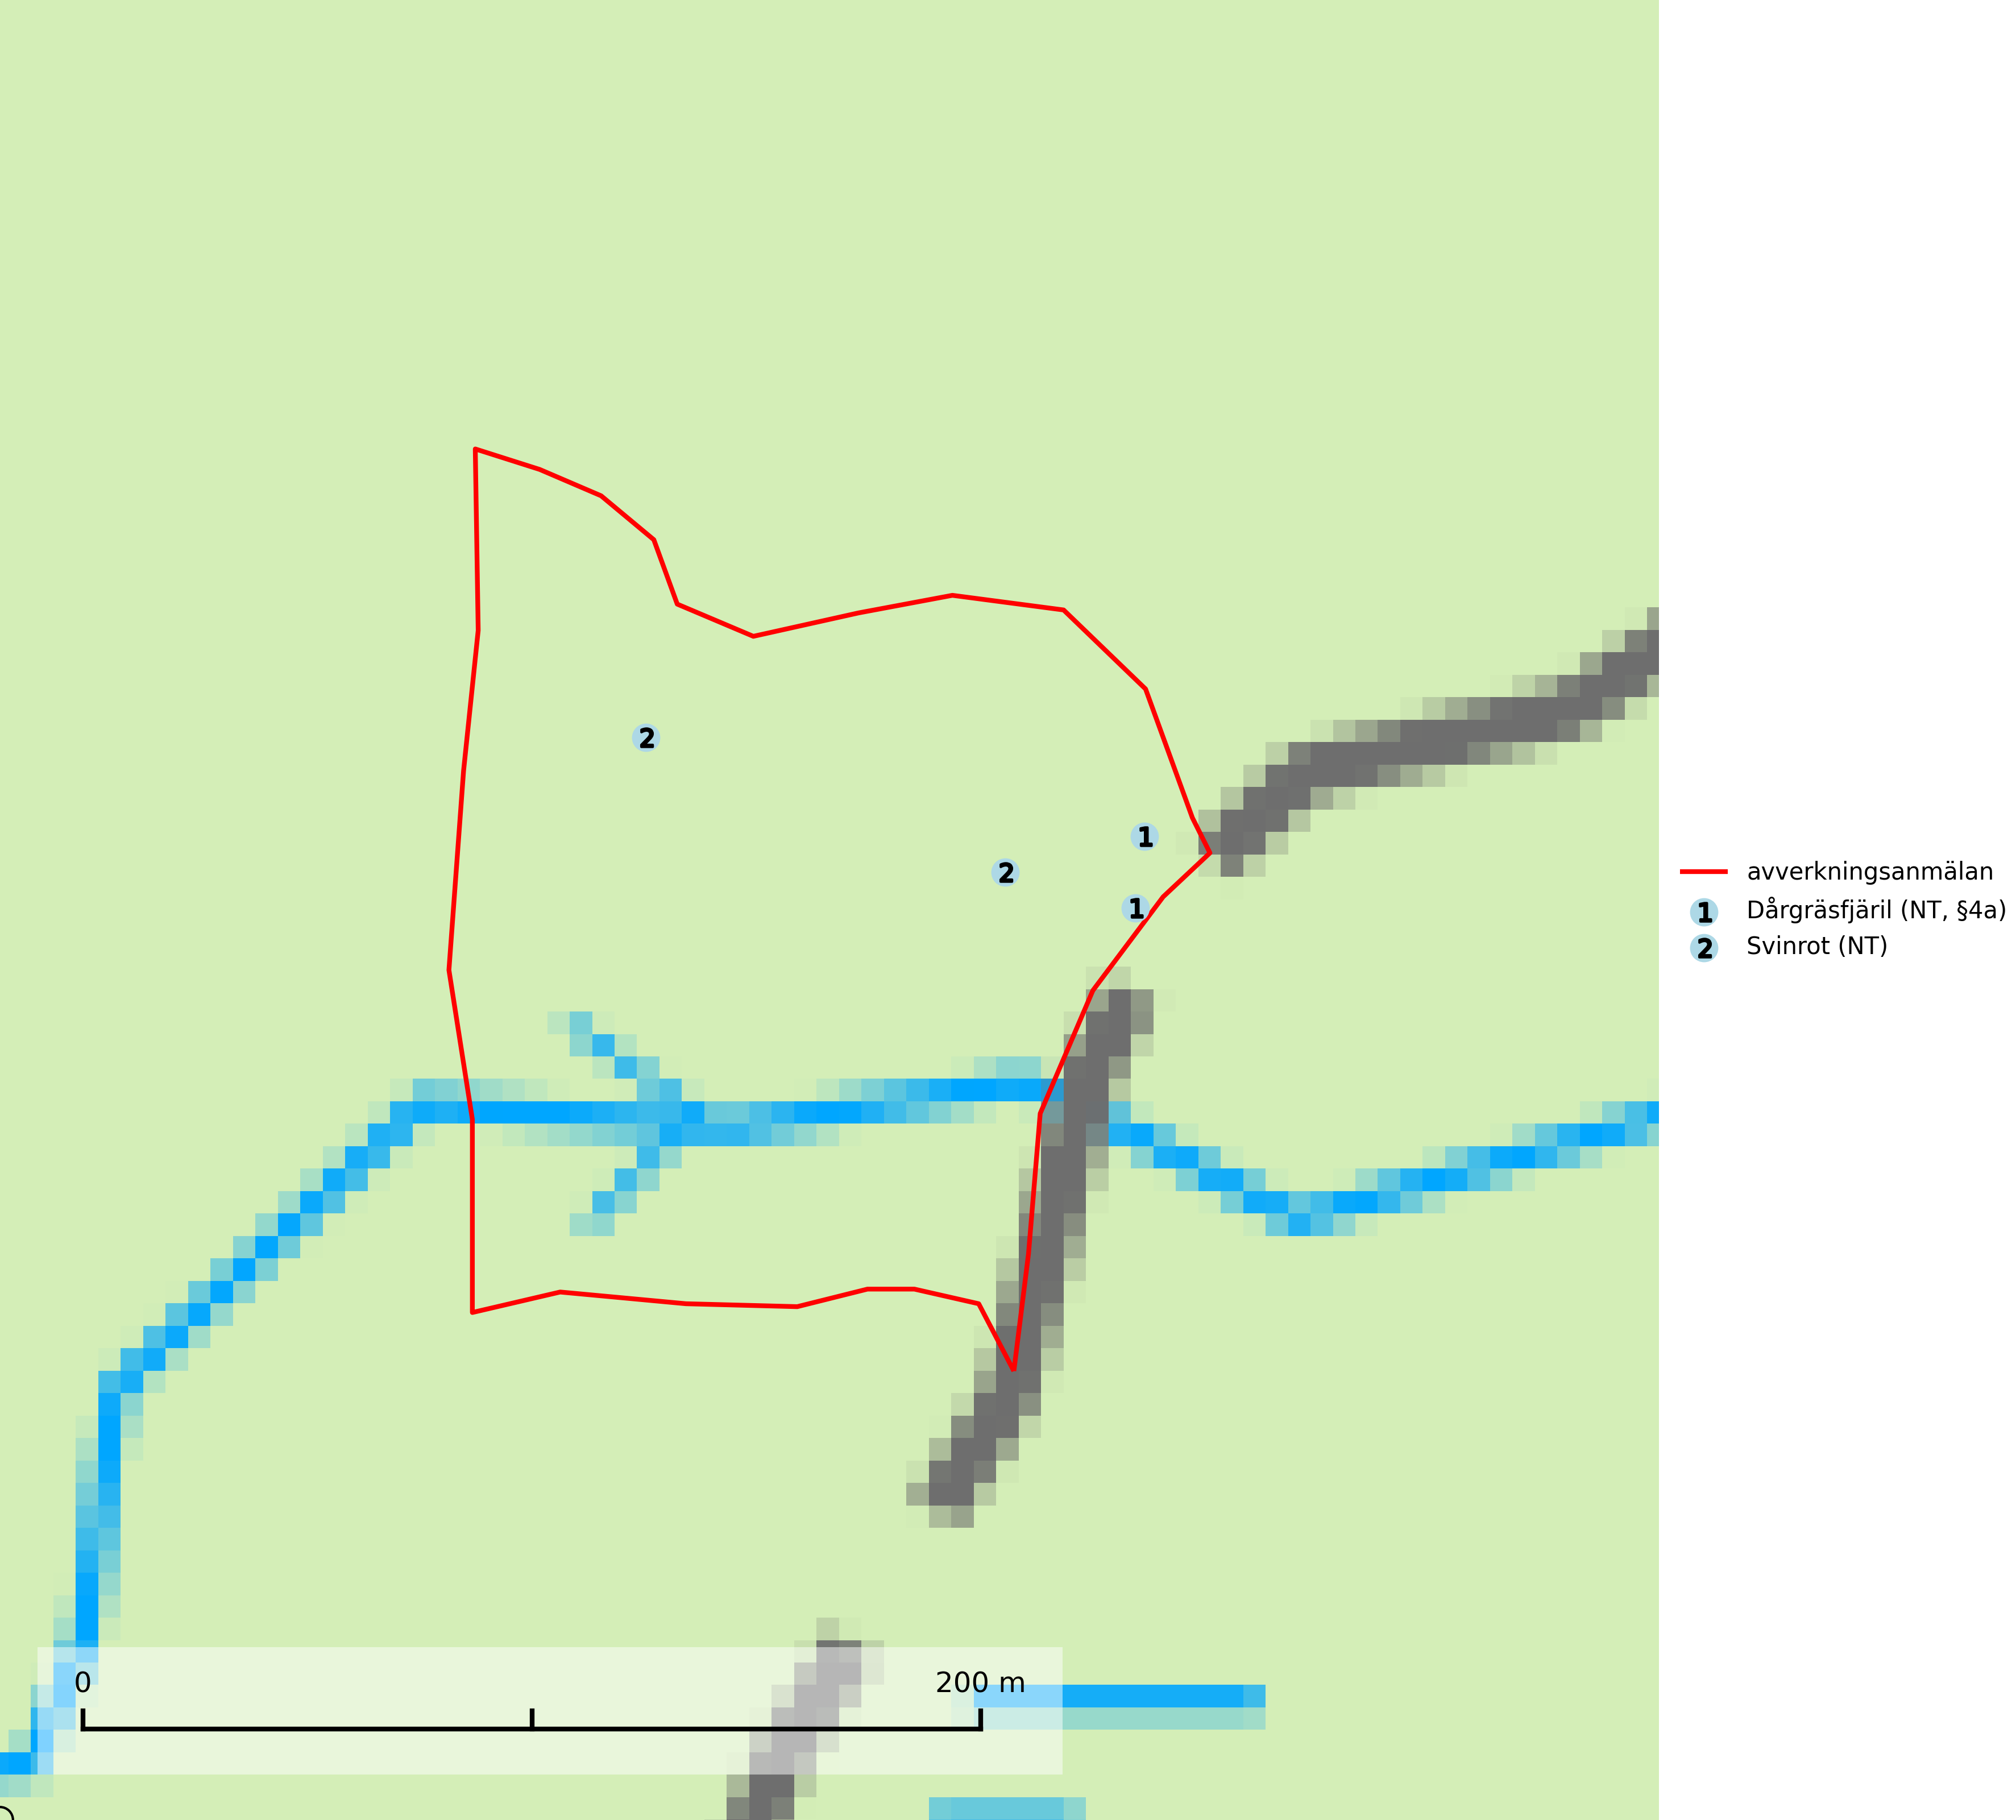 2
1
2
1
avverkningsanmälan
1 Dårgräsfjäril (NT, §4a)
2 Svinrot (NT)
0 200 m